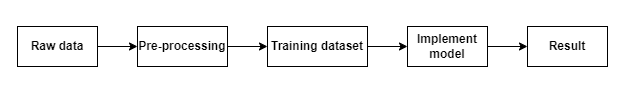 Raw data
Pre-processing
Training dataset
Implement
model
Result